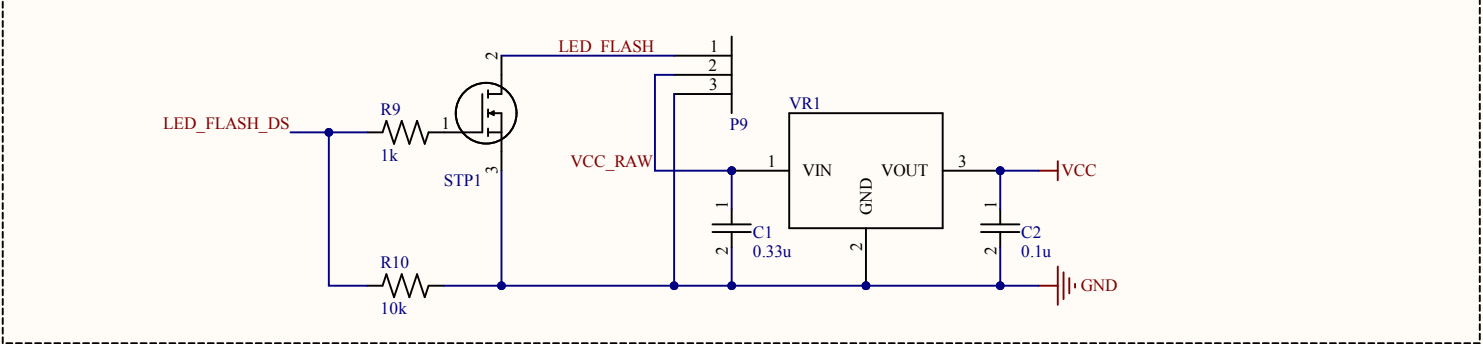 LED_FLASH
1
2
3
P9
2
LED_FLASH_DS
R9
1k
1
STP1
3
VCC_RAW
VR1
1
VIN
VOUT
GND
3
2
VCC
1
C1
0.33u
2
1
C2
0.1u
2
R10
10k
GND